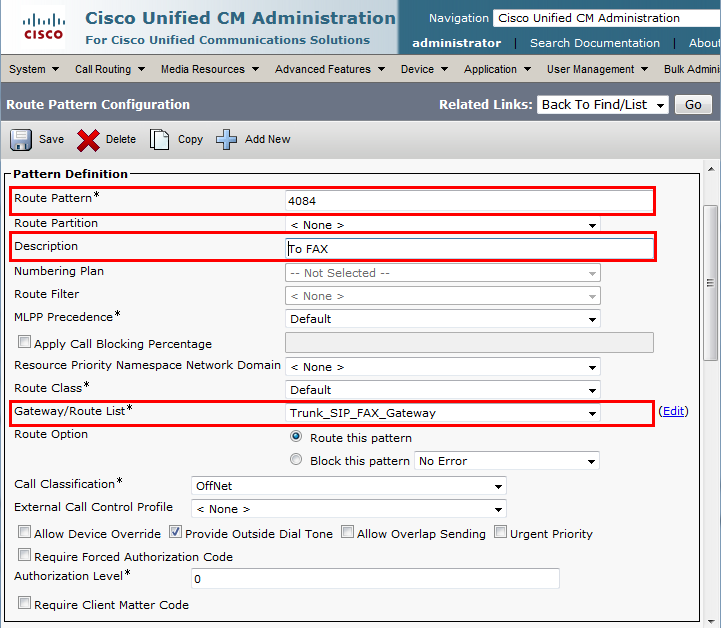 Cisco Unified CM Administration
For Cisco Unified Communications Solutions
CISCO
Navigation Cisco Unified CM Administration
administrator | Search Documentation | About
System Call Routing Media Resources Advanced Features Device Application User Management Bulk Admini
Route Pattern Configuration Related Links: Back To Find/List Go
Save Delete Copy Add New
Pattern Definition
Route Pattern* 4084
Route Partition < None >
Description To FAX
Numbering Plan -- Not Selected --
Route Filter < None >
MLPP Precedence* Default
Apply Call Blocking Percentage
Resource Priority Namespace Network Domain < None >
Route Class* Default
Gateway/Route List* Trunk_SIP_FAX_Gateway (Edit)
Route Option Route this pattern
Block this pattern No Error
Call Classification* OffNet
External Call Control Profile < None >
Allow Device Override Provide Outside Dial Tone Allow Overlap Sending Urgent Priority
Require Forced Authorization Code
Authorization Level* 0
Require Client Matter Code